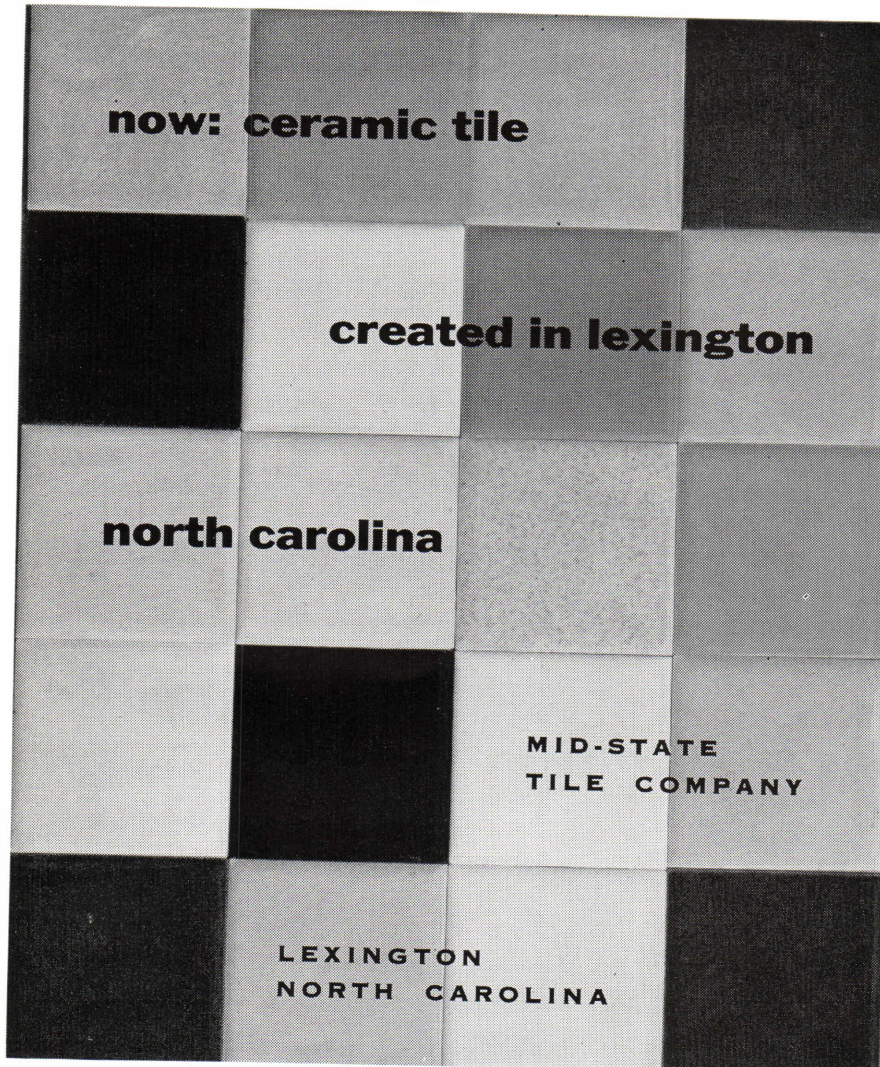 now: ceramic tile
created in lexington
north carolina
MID-STATE
TILE COMPANY
LEXINGTON
NORTH CAROLINA